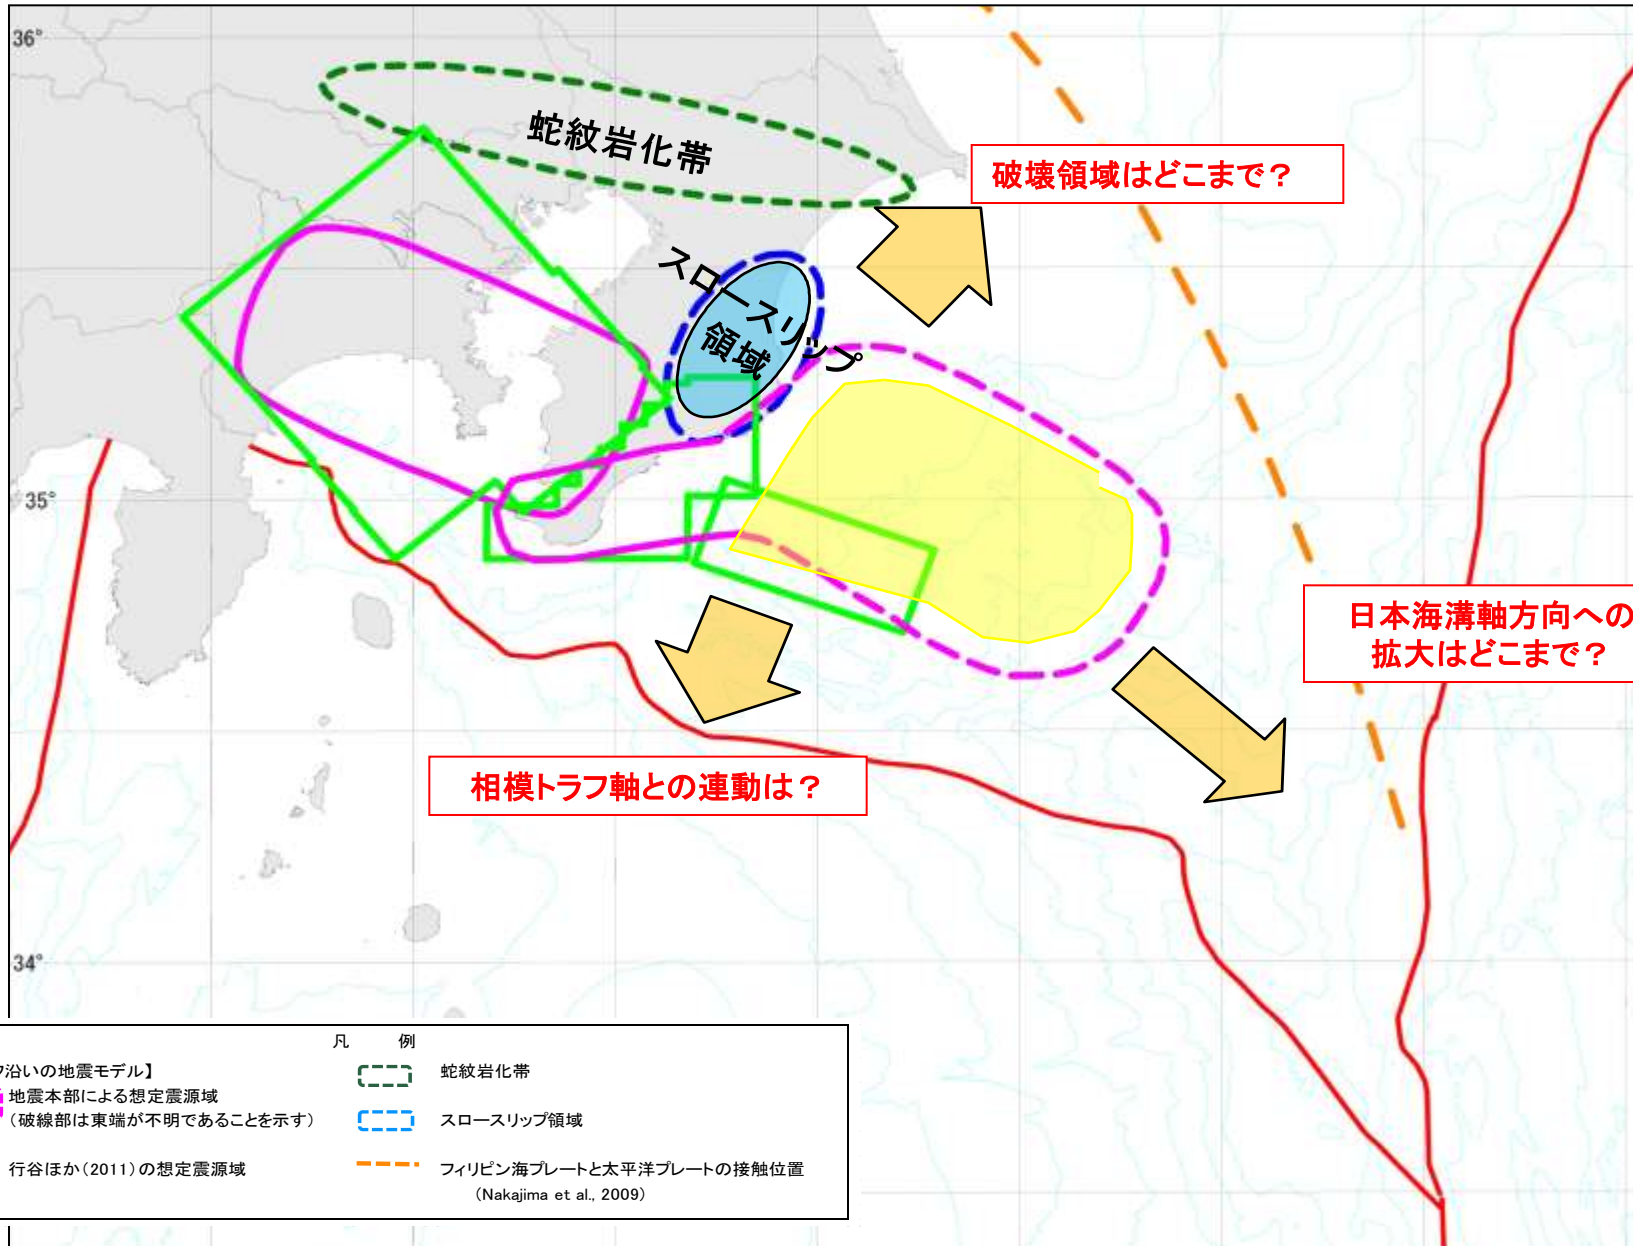 36°
蛇紋岩化帯
破壊領域はどこまで？
スロースリップ
領域
35°
日本海溝軸方向への
拡大はどこまで？
相模トラフ軸との連動は？
34°
凡　例
沿いの地震モデル】
地震本部による想定震源域
（破線部は東端が不明であることを示す）
行谷ほか（2011）の想定震源域
蛇紋岩化帯
スロースリップ領域
フィリピン海プレートと太平洋プレートの接触位置
（Nakajima et al., 2009）